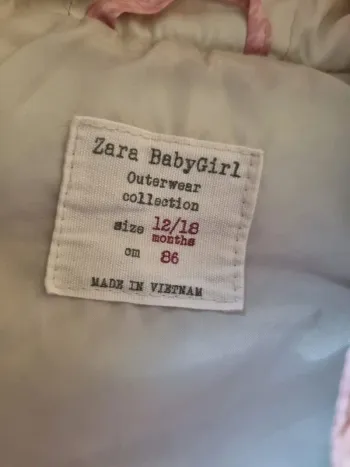 Zara BabyGirl
Outerwear
collection
size 12/18
months
cm 86
MADE IN VIETNAM